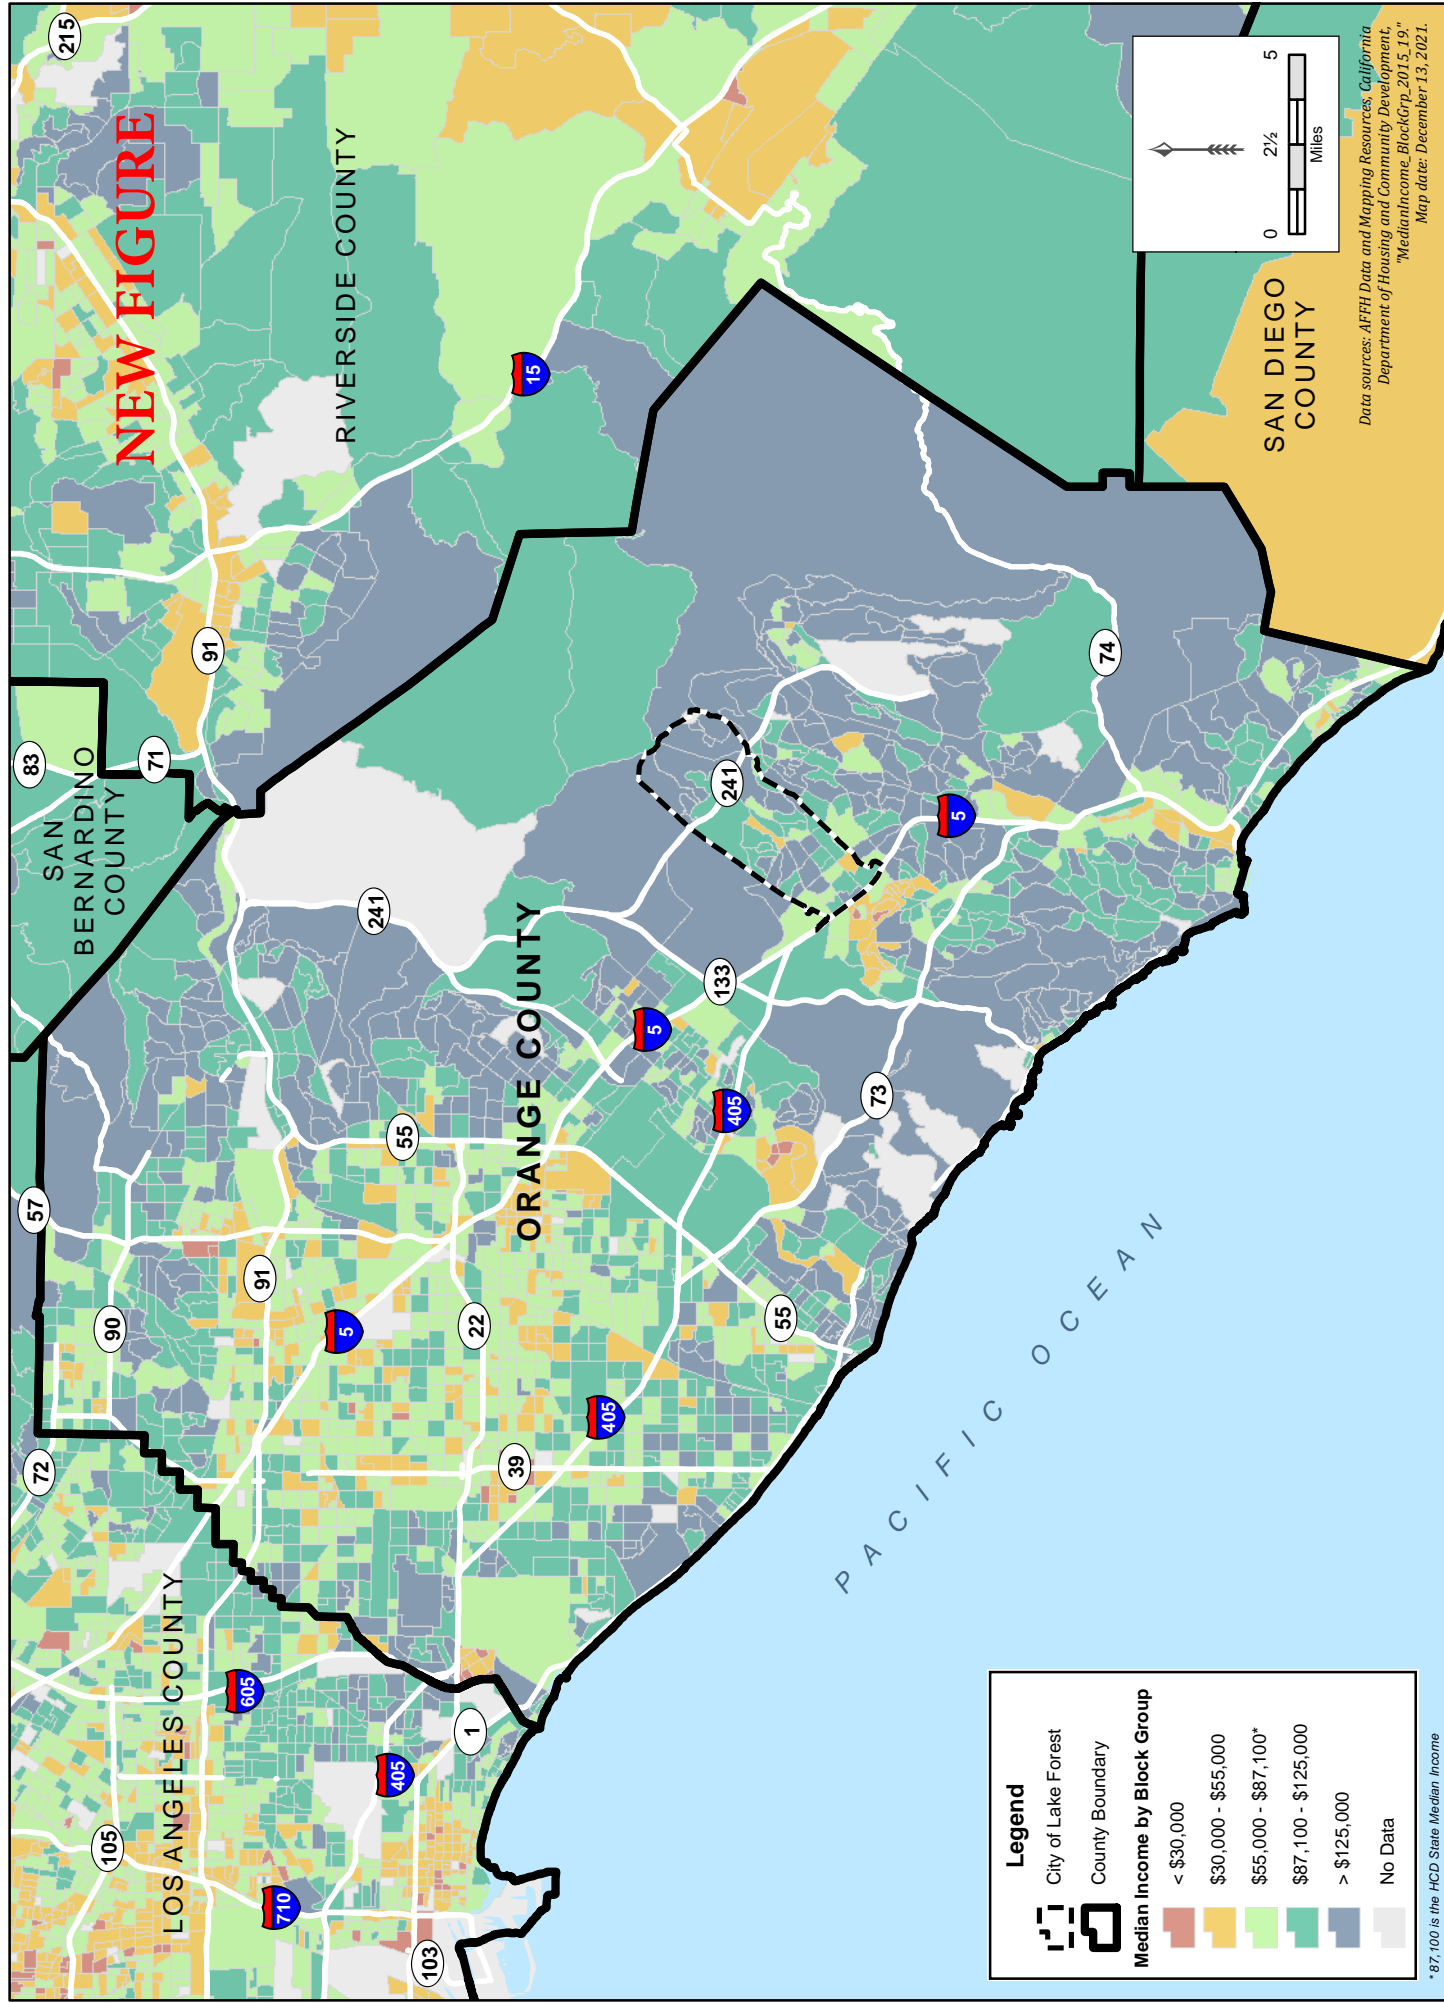 NEW FIGURE
LOS ANGELES COUNTY
SAN
BERNARDINO
COUNTY
RIVERSIDE COUNTY
ORANGE COUNTY
SAN DIEGO
COUNTY
PACIFIC OCEAN
105
710
605
405
103
1
72
90
57
91
5
22
39
405
55
55
405
73
5
133
241
241
5
74
83
71
91
215
15
0 2½ 5
Miles
Data sources: AFFH Data and Mapping Resources, California
Department of Housing and Community Development,
"MedianIncome_BlockGrp_2015_19."
Map date: December 13, 2021.
Legend
City of Lake Forest
County Boundary
Median Income by Block Group
< $30,000
$30,000 - $55,000
$55,000 - $87,100*
$87,100 - $125,000
> $125,000
No Data
* 87,100 is the HCD State Median Income